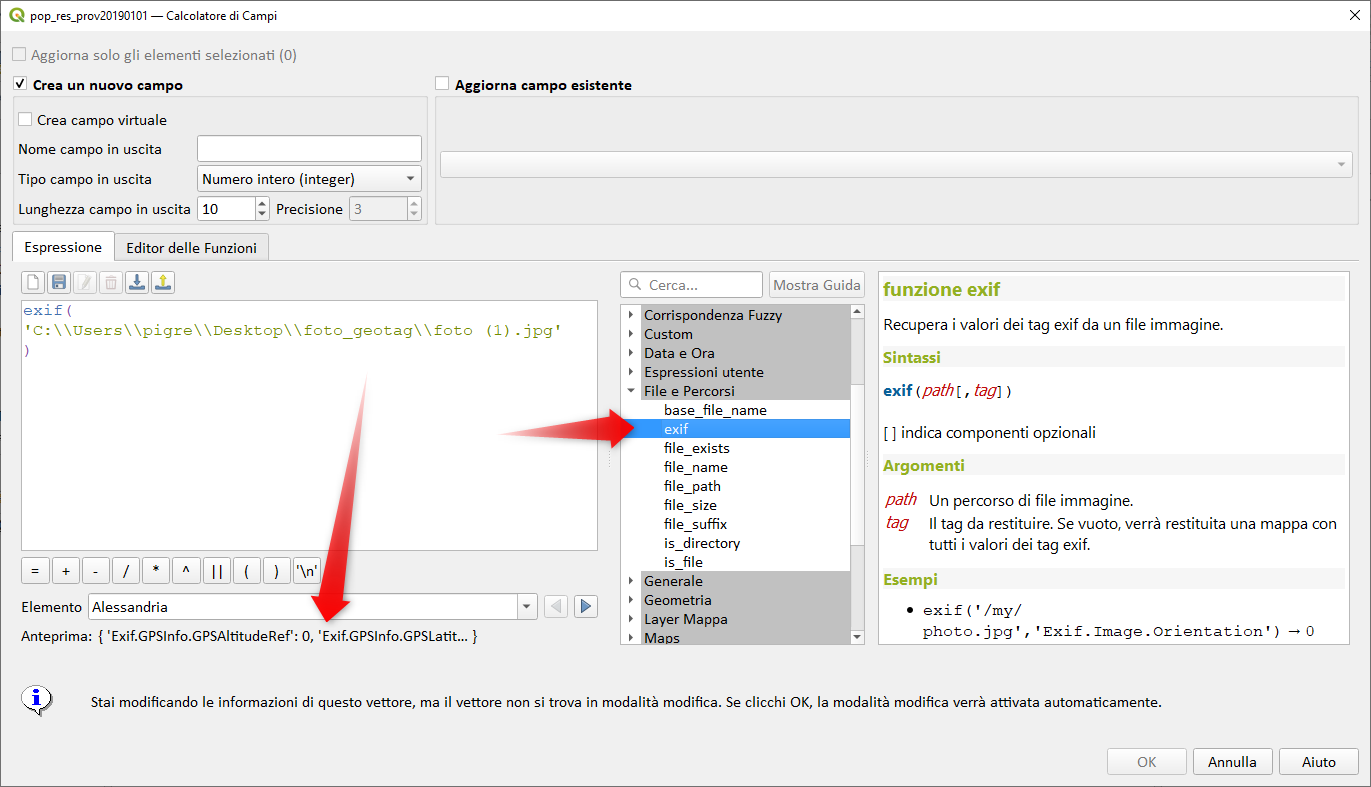 pop_res_prov20190101 — Calcolatore di Campi
Aggiorna solo gli elementi selezionati (0)
Crea un nuovo campo
Aggiorna campo esistente
Crea campo virtuale
Nome campo in uscita
Tipo campo in uscita
Numero intero (integer)
Lunghezza campo in uscita
10
Precisione
3
Espressione
Editor delle Funzioni
exif(
'C:\\Users\\pigre\\Desktop\\foto_geotag\\foto (1).jpg'
)
=
+
-
/
*
^
||
(
)
'\n'
Elemento
Alessandria
Anteprima: { 'Exif.GPSInfo.GPSAltitudeRef': 0, 'Exif.GPSInfo.GPSLatit… }
Cerca...
Mostra Guida
Corrispondenza Fuzzy
Custom
Data e Ora
Espressioni utente
File e Percorsi
base_file_name
exif
file_exists
file_name
file_path
file_size
file_suffix
is_directory
is_file
Generale
Geometria
Layer Mappa
Maps
funzione exif
Recupera i valori dei tag exif da un file immagine.
Sintassi
exif(path[,tag])
[ ] indica componenti opzionali
Argomenti
path Un percorso di file immagine.
tag Il tag da restituire. Se vuoto, verrà restituita una mappa con
tutti i valori dei tag exif.
Esempi
• exif('/my/
photo.jpg','Exif.Image.Orientation') → 0
Stai modificando le informazioni di questo vettore, ma il vettore non si trova in modalità modifica. Se clicchi OK, la modalità modifica verrà attivata automaticamente.
OK
Annulla
Aiuto